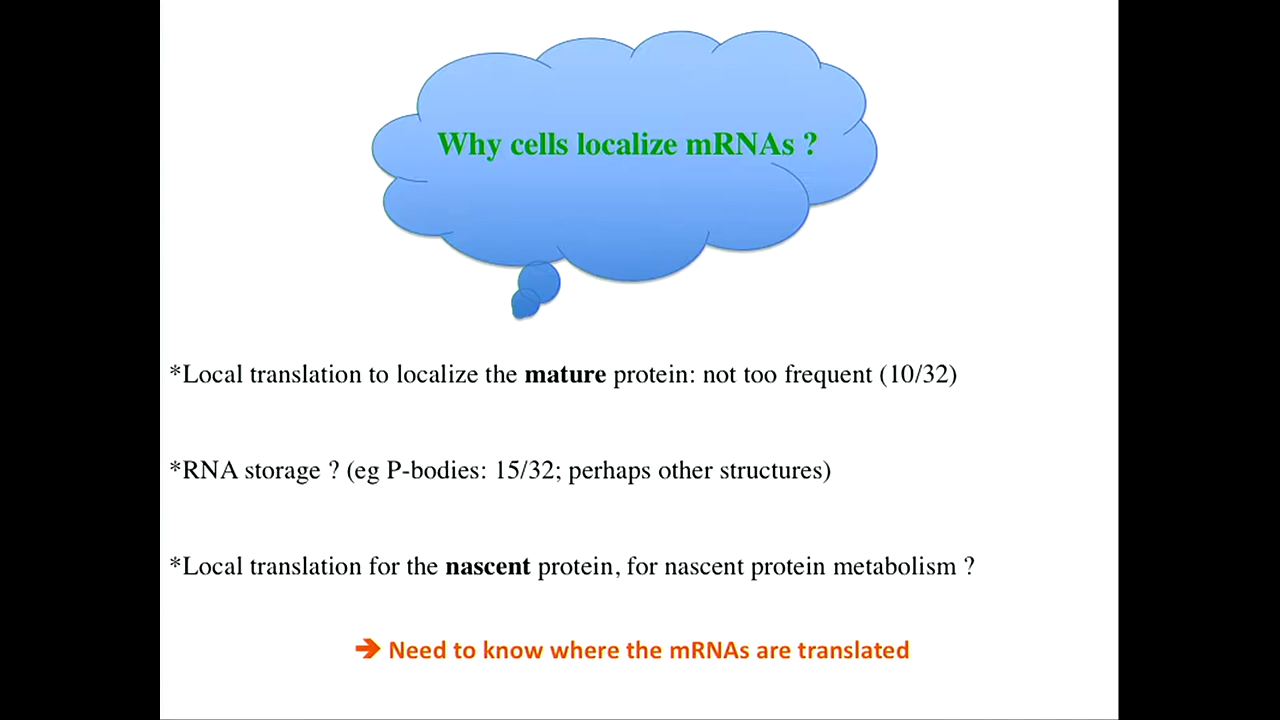 Why cells localize mRNAs ?
*Local translation to localize the mature protein: not too frequent (10/32)
*RNA storage ? (eg P-bodies: 15/32; perhaps other structures)
*Local translation for the nascent protein, for nascent protein metabolism ?
➔ Need to know where the mRNAs are translated